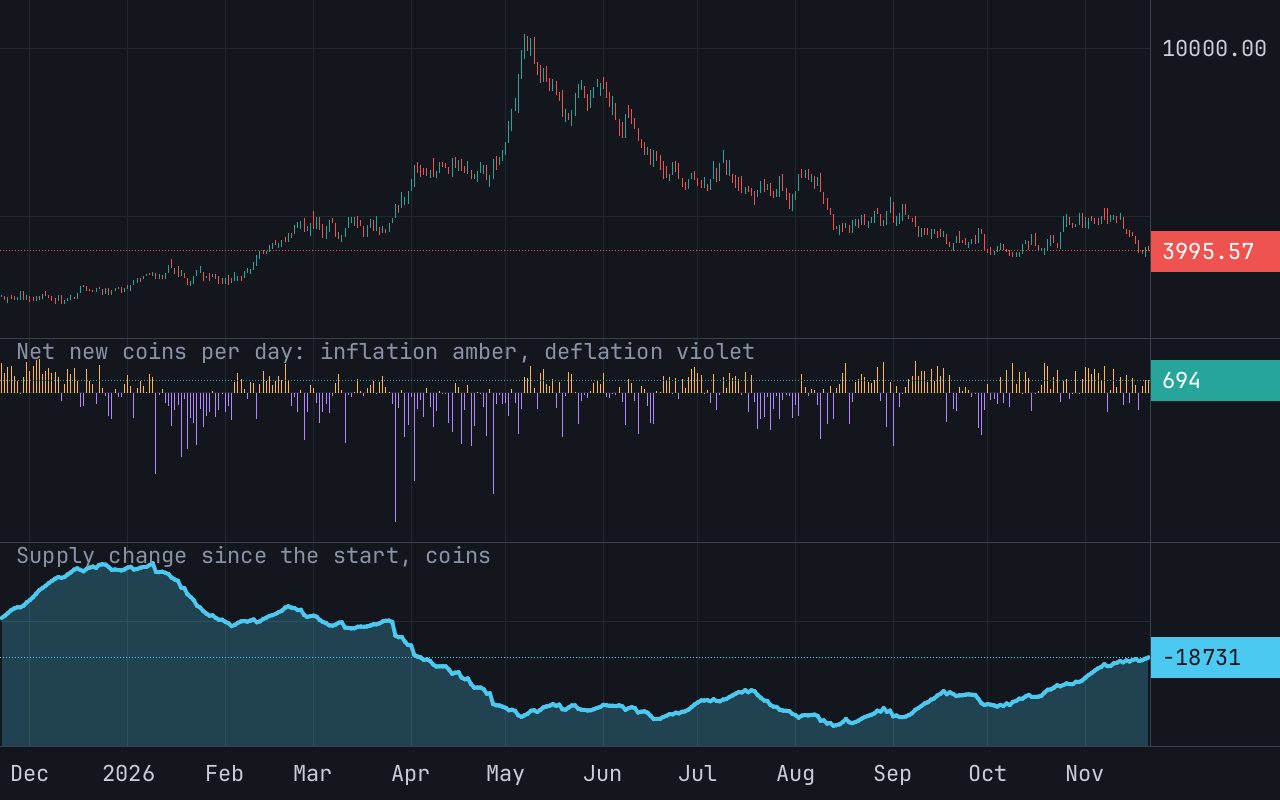 10000.00
3995.57
Net new coins per day: inflation amber, deflation violet
694
Supply change since the start, coins
-18731
Dec 2026 Feb Mar Apr May Jun Jul Aug Sep Oct Nov